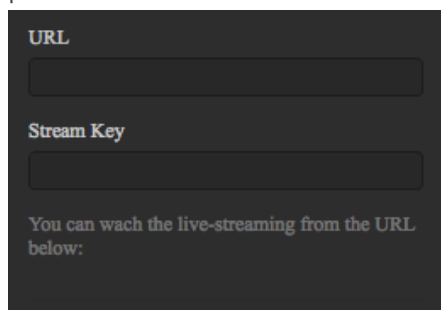 URL
Stream Key
You can wach the live-streaming from the URL
below: